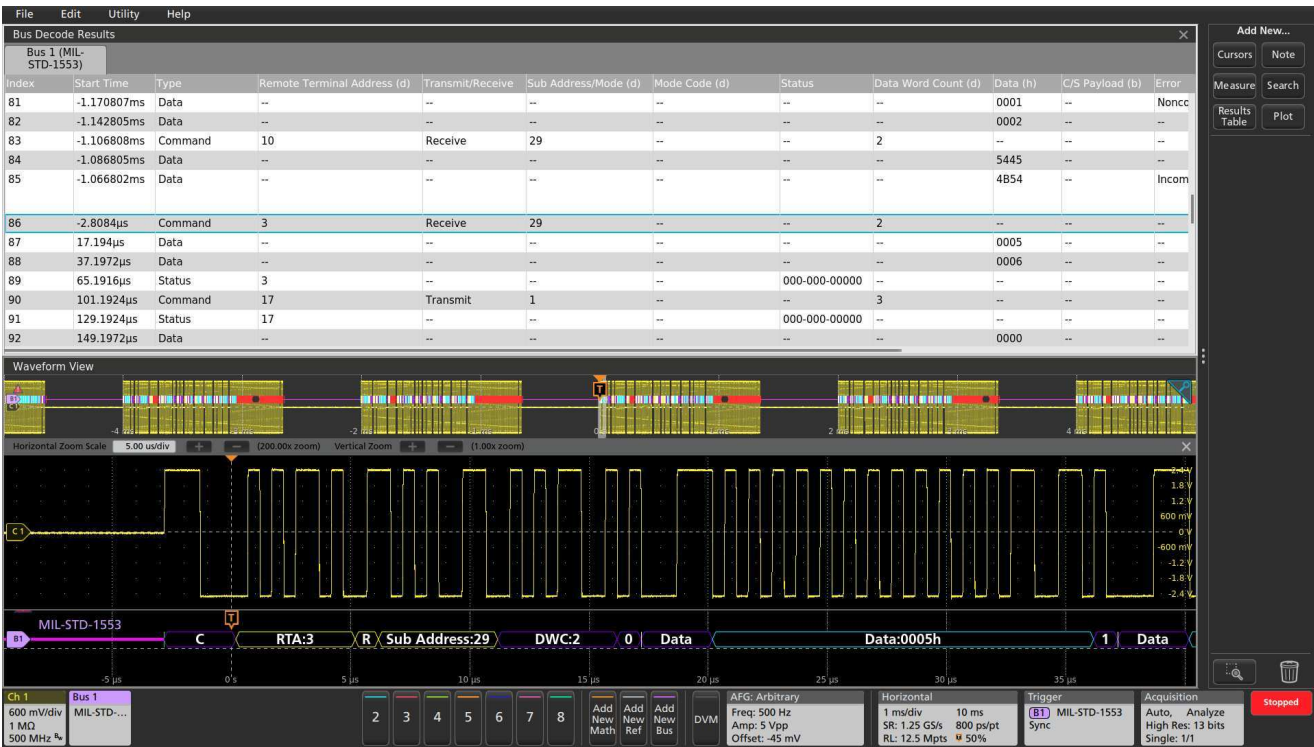 File Edit Utility Help
Bus Decode Results
Bus 1 (MIL-
STD-1553)
Index Start Time Type Remote Terminal Address (d) Transmit/Receive Sub Address/Mode (d) Mode Code (d) Status Data Word Count (d) Data (h) C/S Payload (b) Error
81 -1.170807ms Data -- -- -- -- -- -- 0001 -- Nonco
82 -1.142805ms Data -- -- -- -- -- -- 0002 -- --
83 -1.106808ms Command 10 Receive 29 -- -- 2 -- -- --
84 -1.086805ms Data -- -- -- -- -- -- 5445 -- --
85 -1.066802ms Data -- -- -- -- -- -- 4B54 -- Incom
86 -2.8084µs Command 3 Receive 29 -- -- 2 -- -- --
87 17.194µs Data -- -- -- -- -- -- 0005 -- --
88 37.1972µs Data -- -- -- -- -- -- 0006 -- --
89 65.1916µs Status 3 -- -- -- 000-000-00000 -- -- -- --
90 101.1924µs Command 17 Transmit 1 -- -- 3 -- -- --
91 129.1924µs Status 17 -- -- -- 000-000-00000 -- -- -- --
92 149.1972µs Data -- -- -- -- -- -- 0000 -- --
Waveform View
B1 T
C1
Horizontal Zoom Scale 5.00 us/div + − (200.00x zoom) Vertical Zoom + − (1.00x zoom)
2.4 V
1.8 V
1.2 V
600 mV
C1 0 V
-600 mV
-1.2 V
-1.8 V
-2.4 V
T
MIL-STD-1553
B1 C RTA:3 R Sub Address:29 DWC:2 0 Data Data:0005h 1 Data
-5 µs 0 s 5 µs 10 µs 15 µs 20 µs 25 µs 30 µs 35 µs
Ch 1
600 mV/div
1 MΩ
500 MHz
Bus 1
MIL-STD-...
2 3 4 5 6 7 8
Add New Math
Add New Ref
Add New Bus
DVM
AFG: Arbitrary
Freq: 500 Hz
Amp: 5 Vpp
Offset: -45 mV
Horizontal
1 ms/div 10 ms
SR: 1.25 GS/s 800 ps/pt
RL: 12.5 Mpts 50%
Trigger
B1 MIL-STD-1553
Sync
Acquisition
Auto, Analyze
High Res: 13 bits
Single: 1/1
Add New...
Cursors Note
Measure Search
Results Table Plot
Stopped